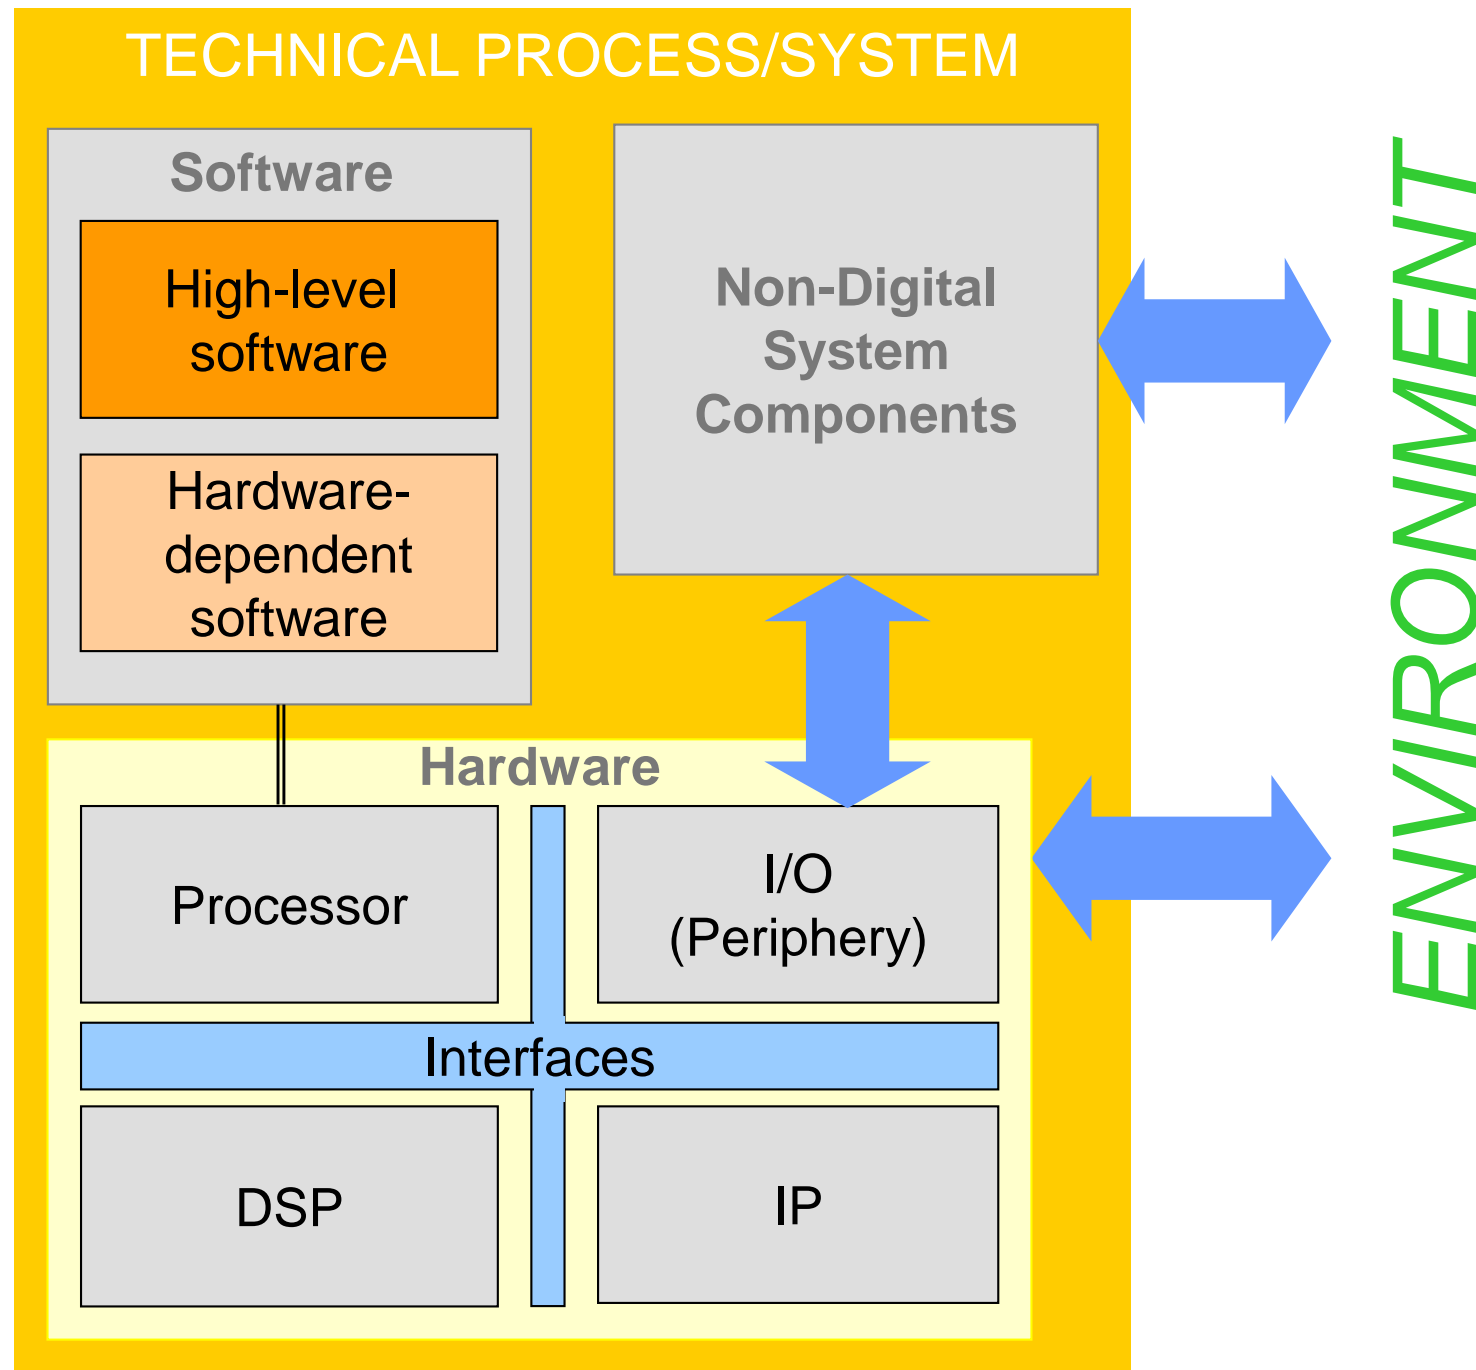 TECHNICAL PROCESS/SYSTEM
Software
High-level
software
Hardware-
dependent
software
Non-Digital
System
Components
ENVIRONMENT
Hardware
Processor
I/O
(Periphery)
Interfaces
DSP
IP